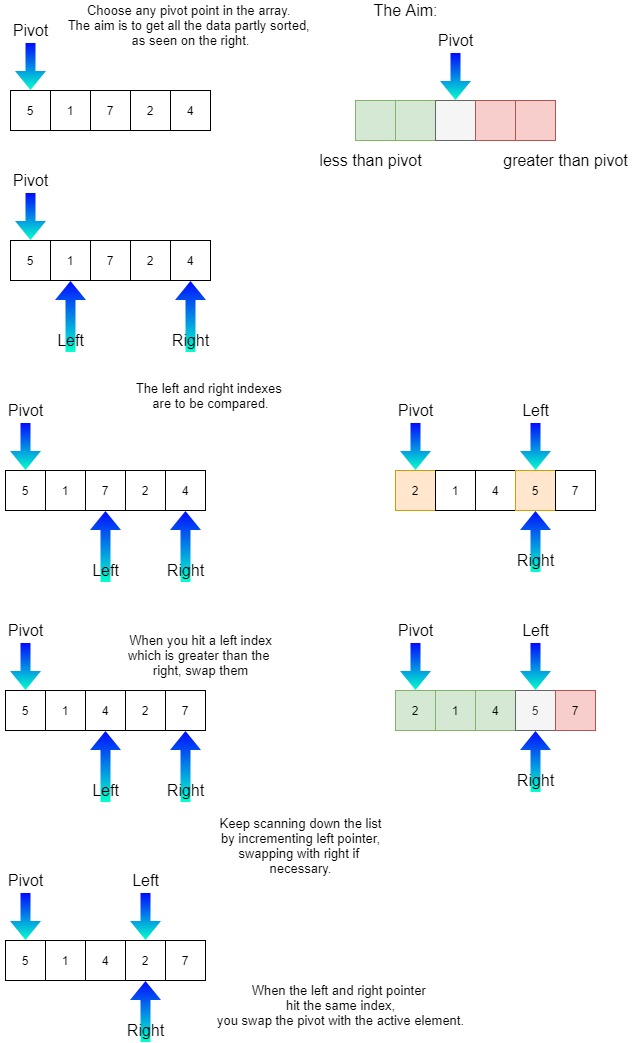 Choose any pivot point in the array.
The aim is to get all the data partly sorted,
as seen on the right.
The Aim:
Pivot
5 1 7 2 4
Pivot
less than pivot
greater than pivot
Pivot
5 1 7 2 4
Left
Right
The left and right indexes
are to be compared.
Pivot
5 1 7 2 4
Left
Right
Pivot
Left
2 1 4 5 7
Right
Pivot
When you hit a left index
which is greater than the
right, swap them
5 1 4 2 7
Left
Right
Pivot
Left
2 1 4 5 7
Right
Keep scanning down the list
by incrementing left pointer,
swapping with right if
necessary.
Pivot
Left
5 1 4 2 7
Right
When the left and right pointer
hit the same index,
you swap the pivot with the active element.